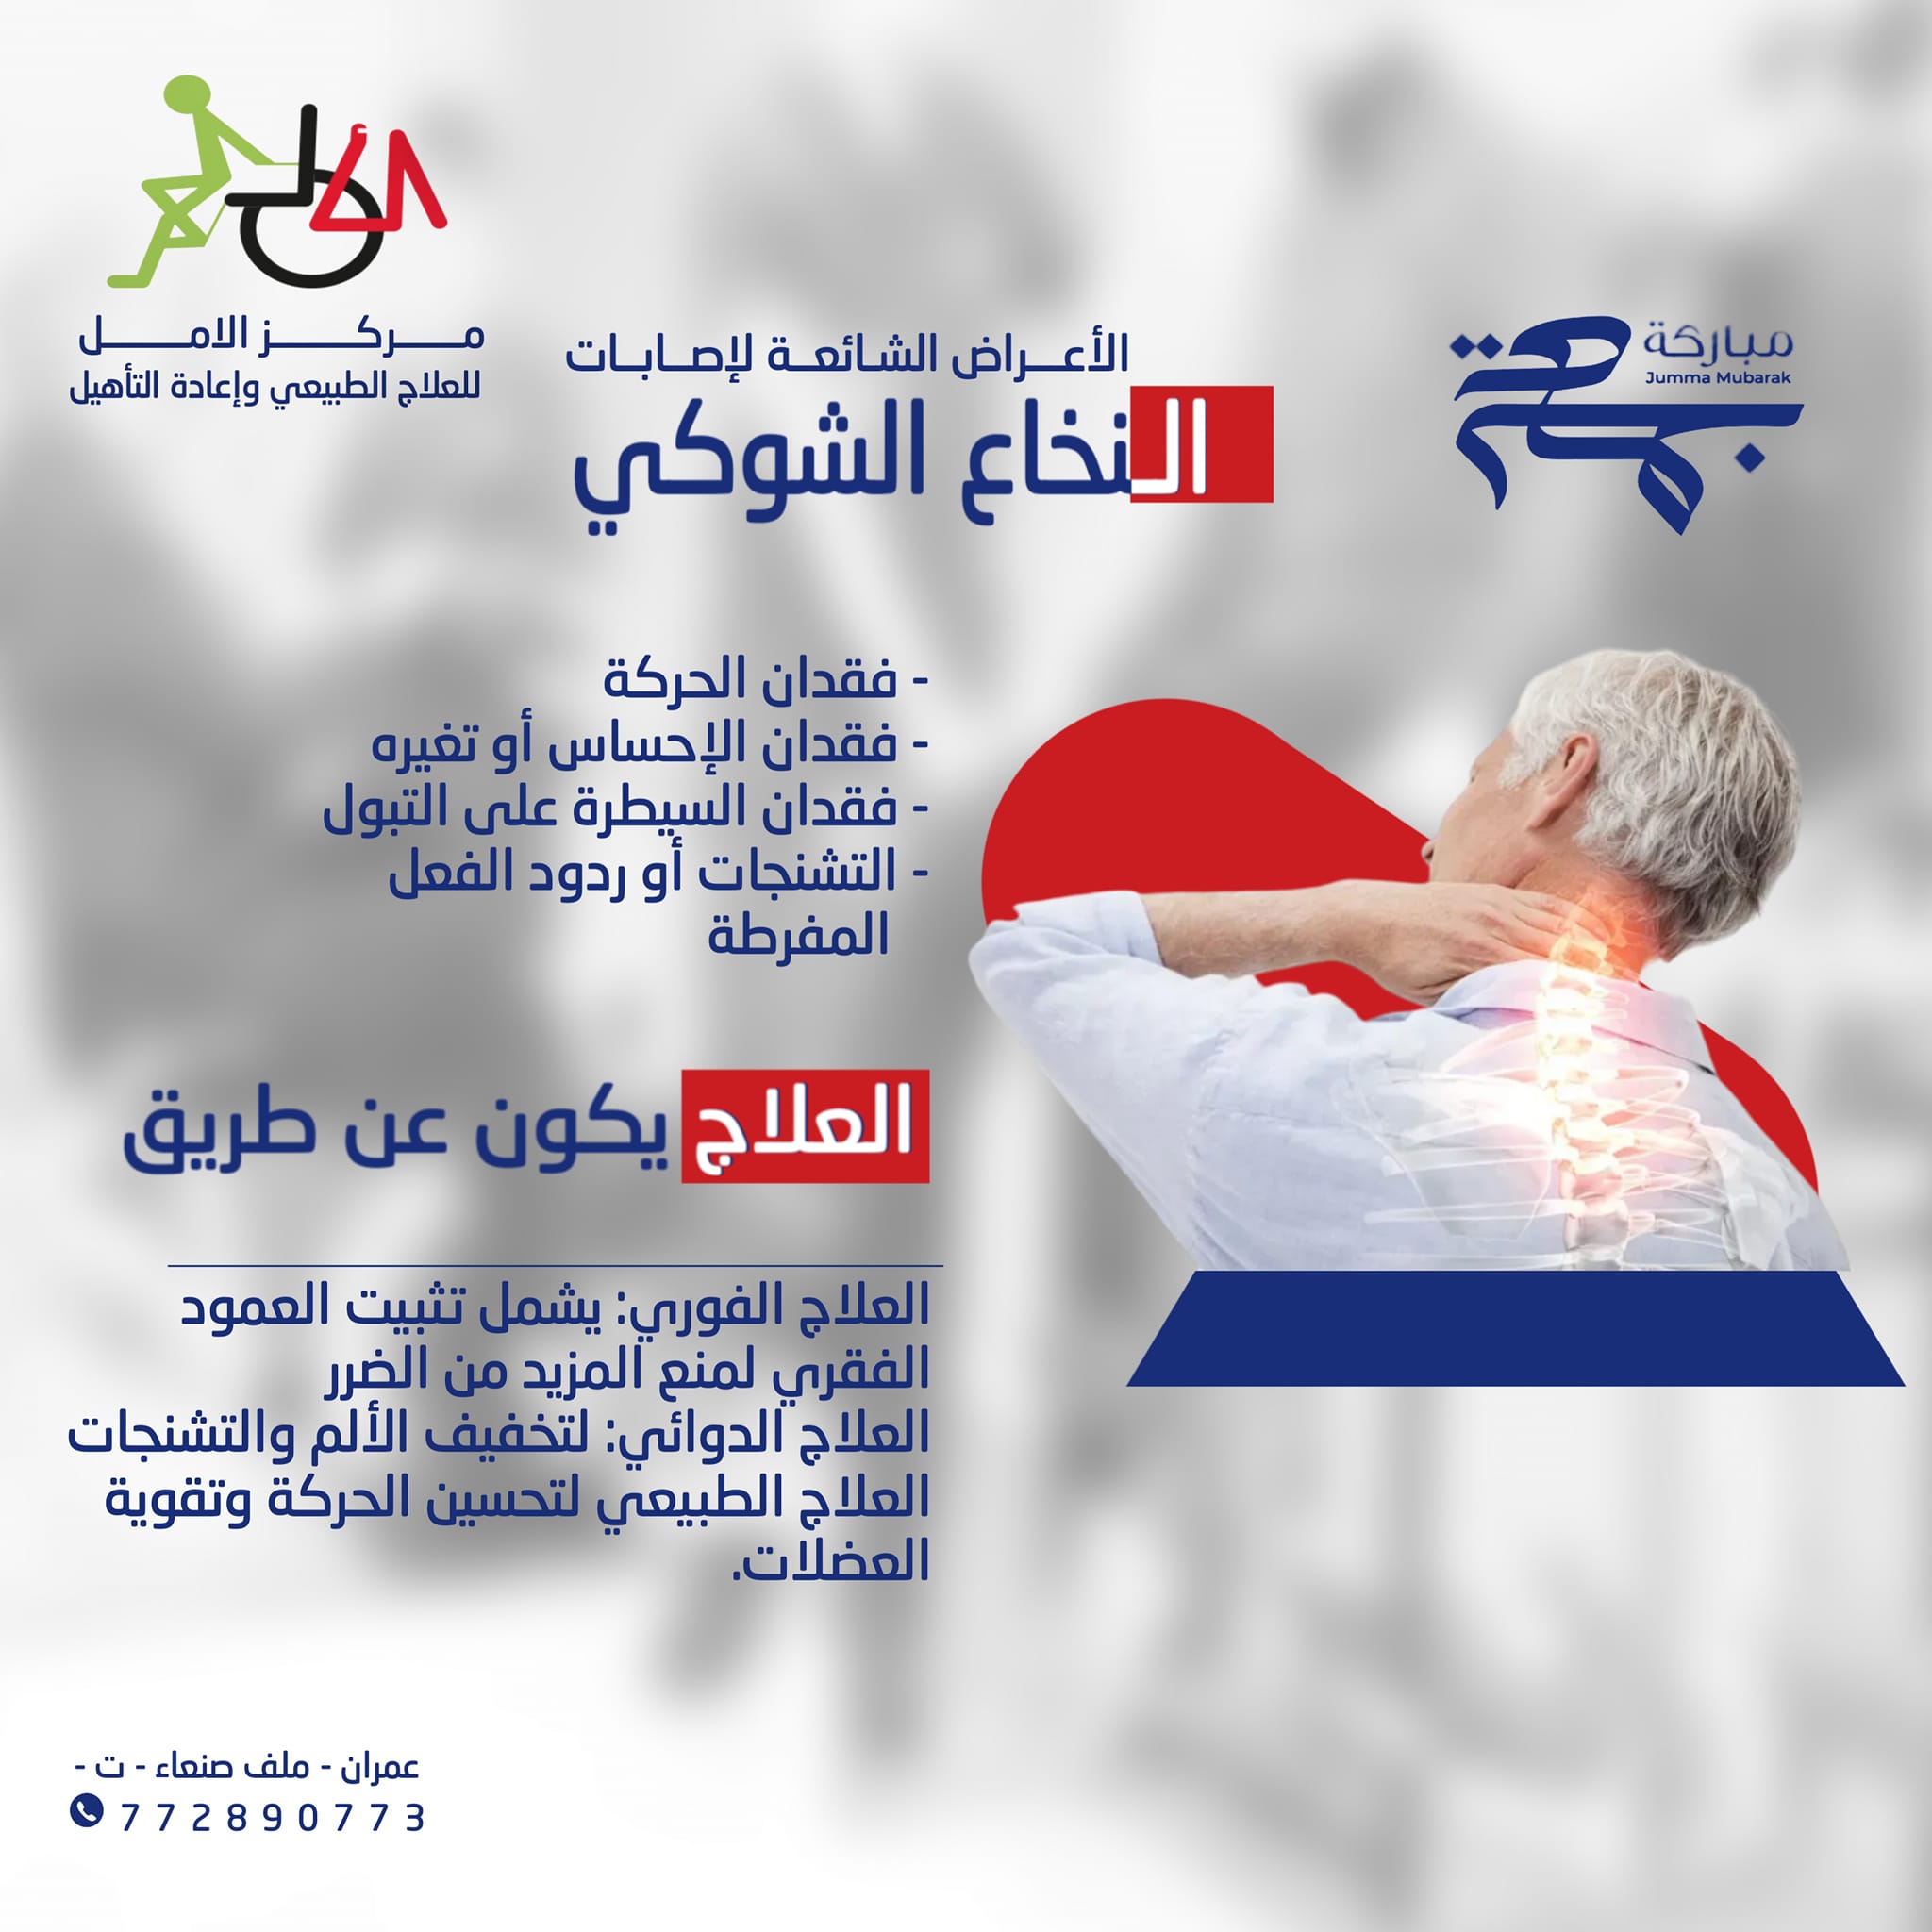 مركز الامل
للعلاج الطبيعي وإعادة التأهيل
جمعة
مباركة
Jumma Mubarak
الأعراض الشائعة لإصابات
النخاع الشوكي
- فقدان الحركة
- فقدان الإحساس أو تغيره
- فقدان السيطرة على التبول
- التشنجات أو ردود الفعل
المفرطة
العلاج يكون عن طريق
العلاج الفوري: يشمل تثبيت العمود
الفقري لمنع المزيد من الضرر
العلاج الدوائي: لتخفيف الألم والتشنجات
العلاج الطبيعي لتحسين الحركة وتقوية
العضلات.
عمران - ملف صنعاء - ت -
772890773